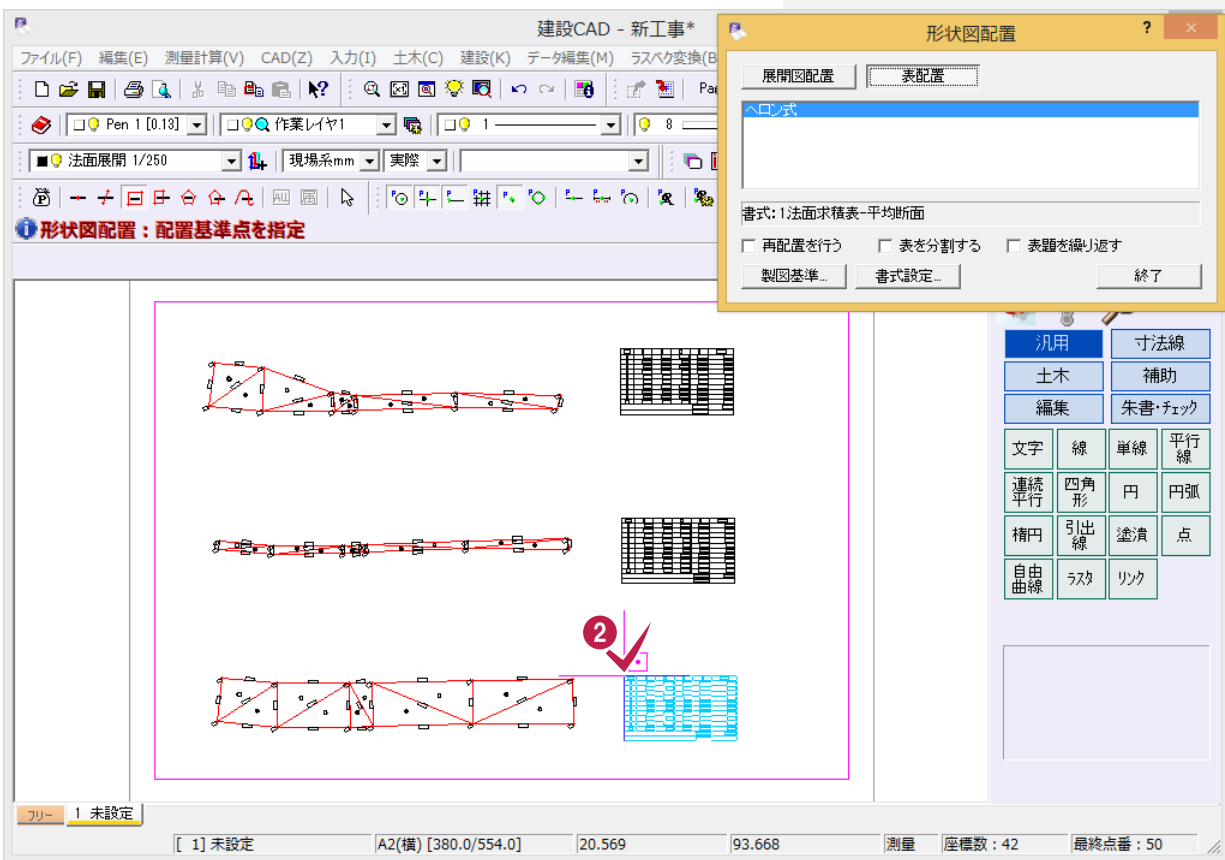 建設CAD - 新工事*
ファイル(F) 編集(E) 測量計算(V) CAD(Z) 入力(I) 土木(C) 建設(K) データ編集(M) ラスベク変換(B
Pen 1 [0.13] 作業レイヤ1 1 8
法面展開 1/250 現場系mm 実際
形状図配置:配置基準点を指定
形状図配置
展開図配置 表配置
ヘロン式
書式:1法面求積表-平均断面
再配置を行う 表を分割する 表題を繰り返す
製図基準... 書式設定... 終了
汎用 寸法線
土木 補助
編集 朱書・チェック
文字 線 単線 平行線
連続平行 四角形 円 円弧
楕円 引出線 塗潰 点
自由曲線 ラスタ リンク
2
フリー 1 未設定
[ 1] 未設定 A2(横) [380.0/554.0] 20.569 93.668 測量 座標数:42 最終点番:50